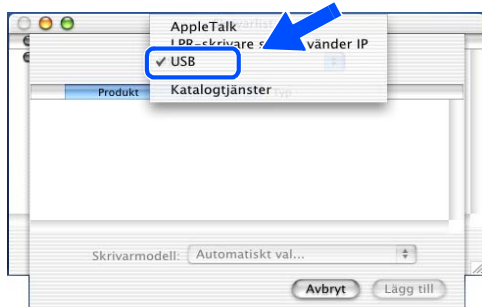 AppleTalk
LPR-skrivare s vänder IP
✓ USB
Katalogtjänster
Produkt
Skrivarmodell: Automatiskt val...
Avbryt Lägg till